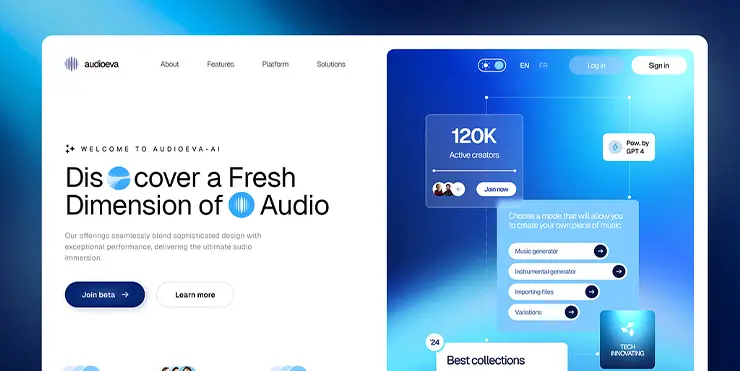 audioeva
About
Features
Platform
Solutions
EN
FR
Log in
Sign in
WELCOME TO AUDIOEVA-AI
Discover a Fresh
Dimension of Audio
Our offerings seamlessly blend sophisticated design with
exceptional performance, delivering the ultimate audio
immersion.
Join beta
Learn more
120K
Active creators
+
Join now
Pow. by
GPT 4
Choose a mode that will allow you
to create your own piece of music
Music generator
Instrumental generator
Importing files
Variations
TECH
INNOVATING
'24
Best collections